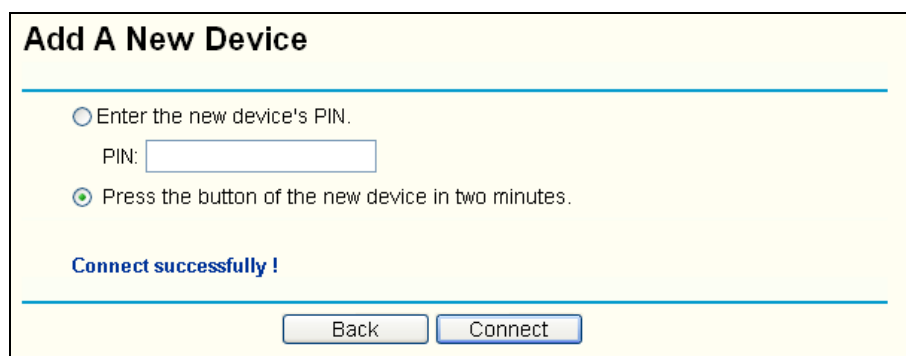 Add A New Device
Enter the new device's PIN.
PIN:
Press the button of the new device in two minutes.
Connect successfully !
Back Connect